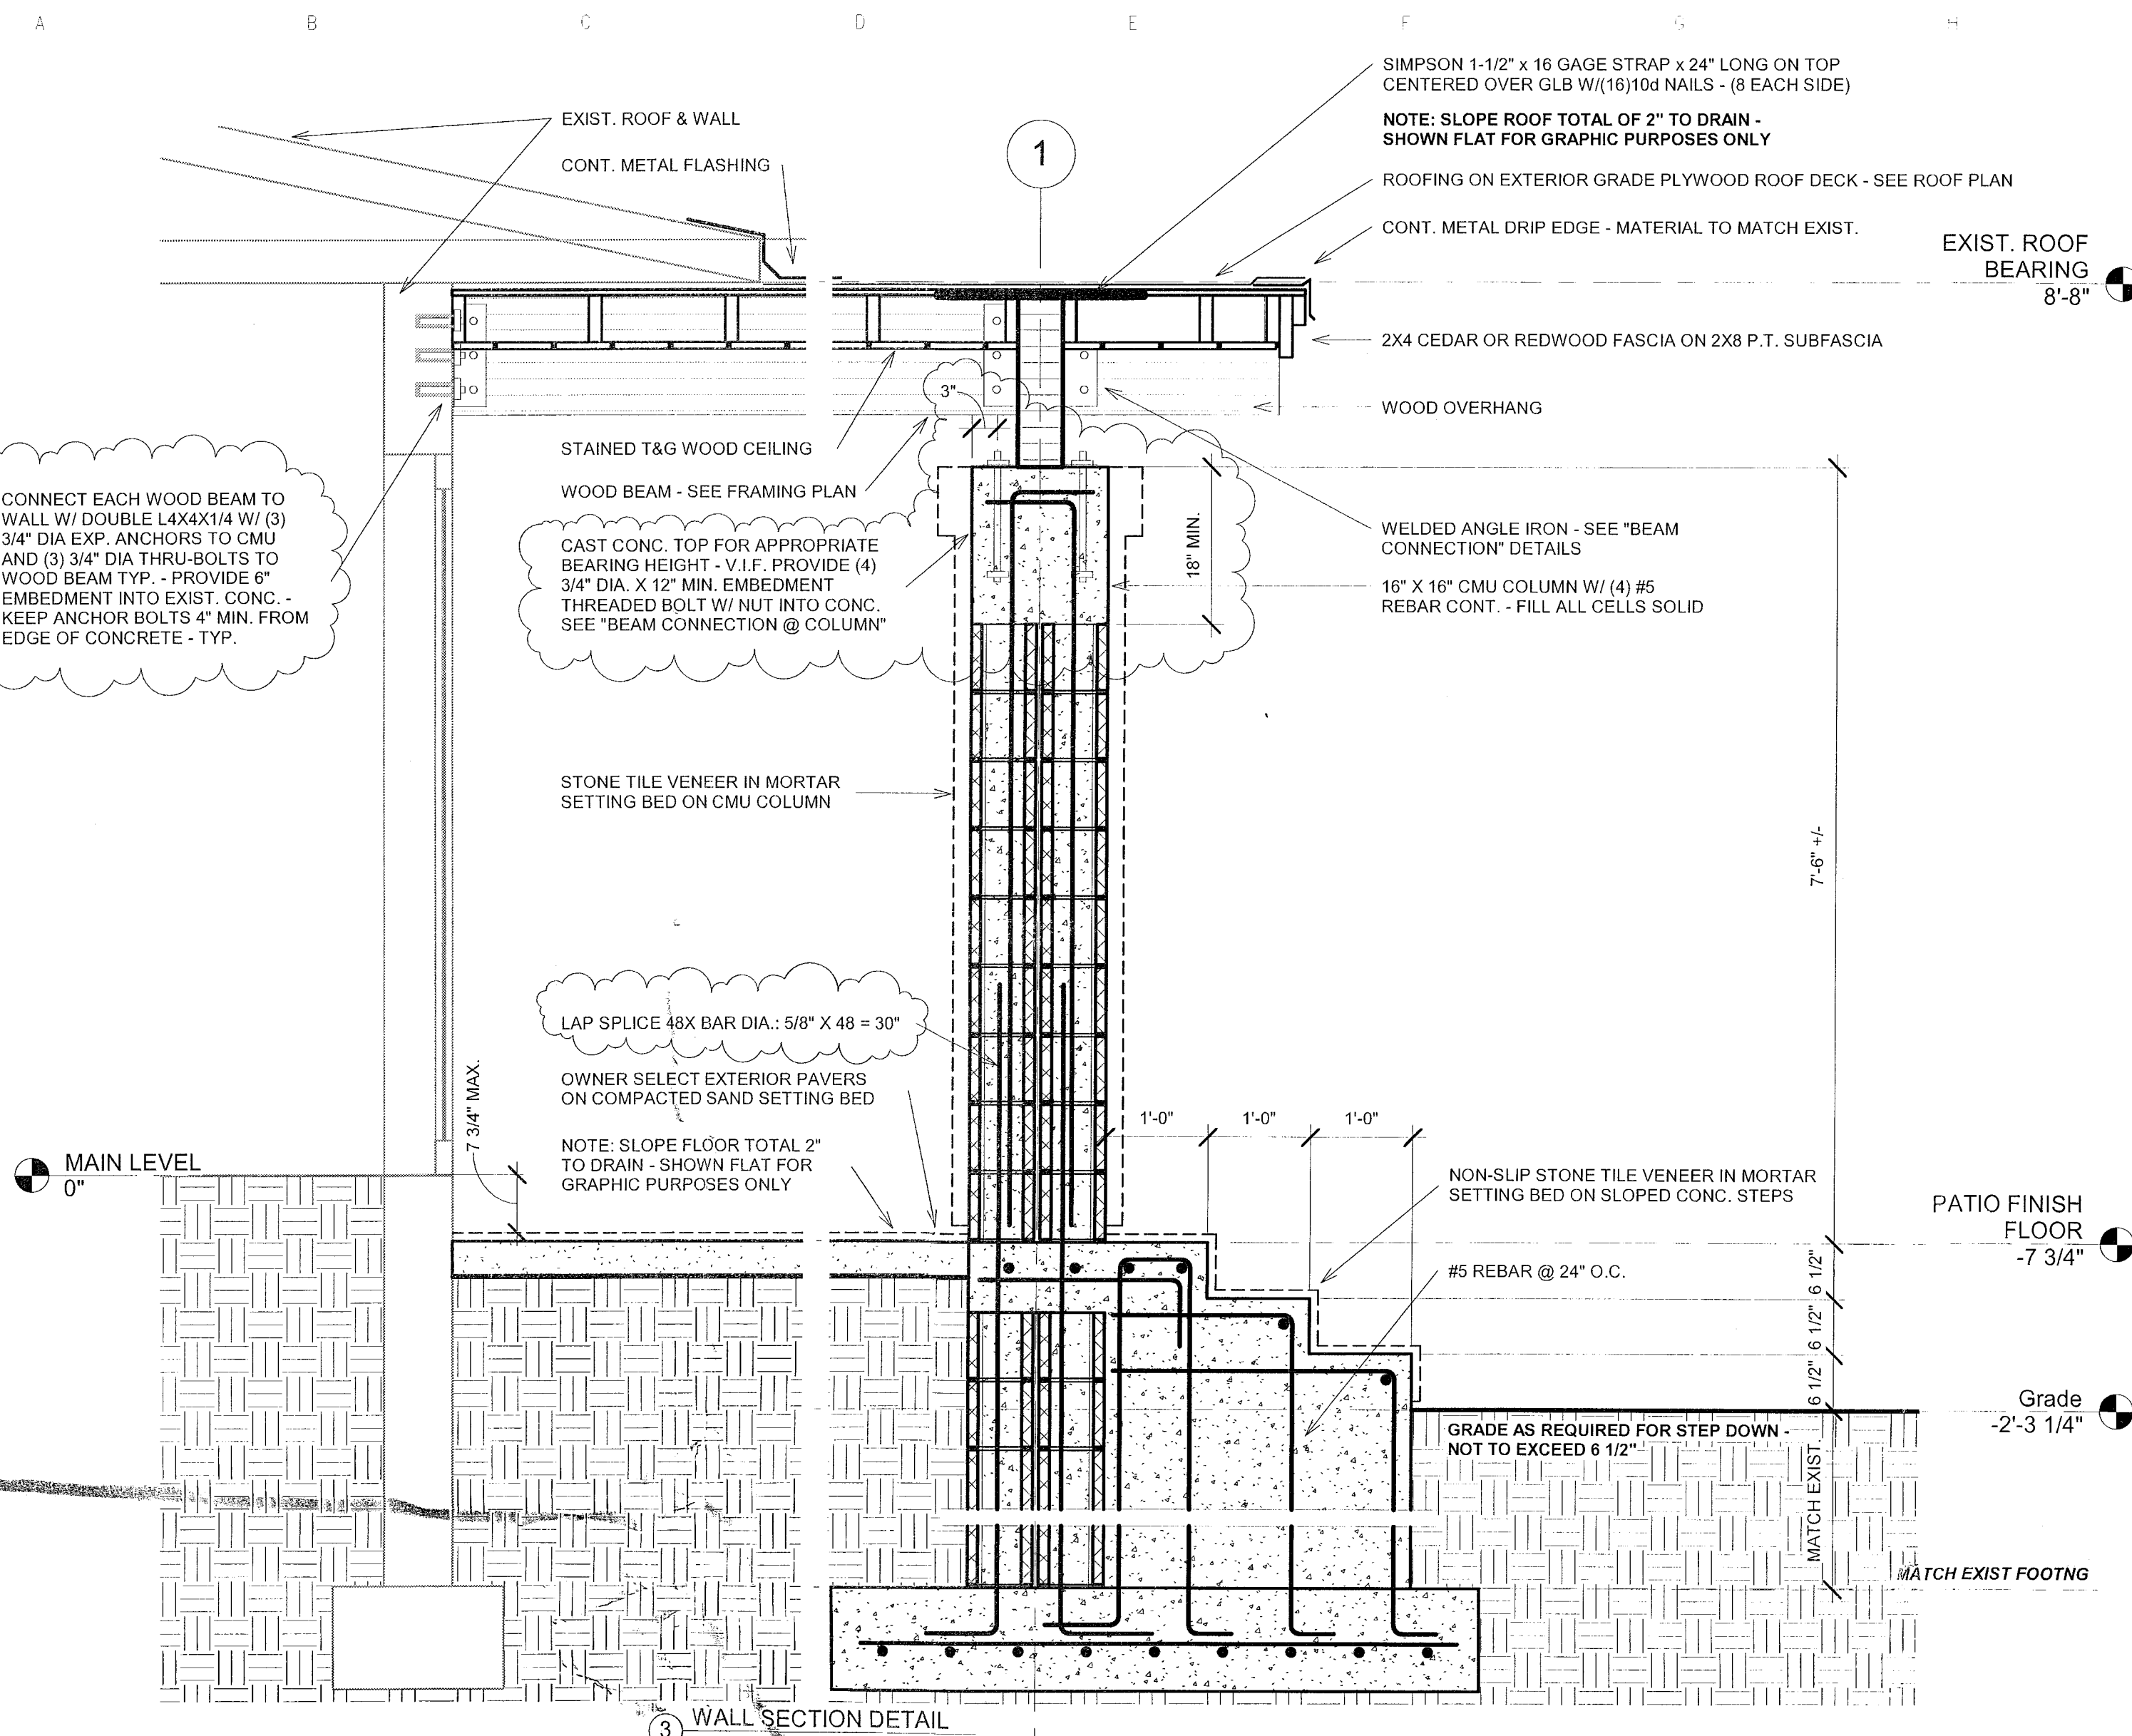 A B C D E F G H
SIMPSON 1-1/2" x 16 GAGE STRAP x 24" LONG ON TOP
CENTERED OVER GLB W/(16)10d NAILS - (8 EACH SIDE)
NOTE: SLOPE ROOF TOTAL OF 2" TO DRAIN -
SHOWN FLAT FOR GRAPHIC PURPOSES ONLY
EXIST. ROOF & WALL
CONT. METAL FLASHING
1
ROOFING ON EXTERIOR GRADE PLYWOOD ROOF DECK - SEE ROOF PLAN
CONT. METAL DRIP EDGE - MATERIAL TO MATCH EXIST.
EXIST. ROOF
BEARING
8'-8"
2X4 CEDAR OR REDWOOD FASCIA ON 2X8 P.T. SUBFASCIA
3"
WOOD OVERHANG
STAINED T&G WOOD CEILING
WOOD BEAM - SEE FRAMING PLAN
CONNECT EACH WOOD BEAM TO
WALL W/ DOUBLE L4X4X1/4 W/ (3)
3/4" DIA EXP. ANCHORS TO CMU
AND (3) 3/4" DIA THRU-BOLTS TO
WOOD BEAM TYP. - PROVIDE 6"
EMBEDMENT INTO EXIST. CONC. -
KEEP ANCHOR BOLTS 4" MIN. FROM
EDGE OF CONCRETE - TYP.
CAST CONC. TOP FOR APPROPRIATE
BEARING HEIGHT - V.I.F. PROVIDE (4)
3/4" DIA. X 12" MIN. EMBEDMENT
THREADED BOLT W/ NUT INTO CONC.
SEE "BEAM CONNECTION @ COLUMN"
18" MIN.
WELDED ANGLE IRON - SEE "BEAM
CONNECTION" DETAILS
16" X 16" CMU COLUMN W/ (4) #5
REBAR CONT. - FILL ALL CELLS SOLID
STONE TILE VENEER IN MORTAR
SETTING BED ON CMU COLUMN
7'-6" +/-
LAP SPLICE 48X BAR DIA.: 5/8" X 48 = 30"
OWNER SELECT EXTERIOR PAVERS
ON COMPACTED SAND SETTING BED
7 3/4" MAX.
NOTE: SLOPE FLOOR TOTAL 2"
TO DRAIN - SHOWN FLAT FOR
GRAPHIC PURPOSES ONLY
1'-0" 1'-0" 1'-0"
MAIN LEVEL
0"
NON-SLIP STONE TILE VENEER IN MORTAR
SETTING BED ON SLOPED CONC. STEPS
PATIO FINISH
FLOOR
-7 3/4"
#5 REBAR @ 24" O.C.
6 1/2"
6 1/2"
6 1/2"
Grade
-2'-3 1/4"
GRADE AS REQUIRED FOR STEP DOWN -
NOT TO EXCEED 6 1/2"
MATCH EXIST.
MATCH EXIST FOOTNG
3
WALL SECTION DETAIL